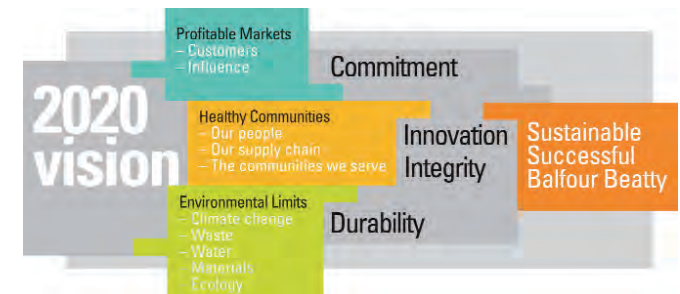 2020
vision
Profitable Markets
– Customers
– Influence
Healthy Communities
– Our people
– Our supply chain
– The communities we serve
Environmental Limits
– Climate change
– Waste
– Water
Materials
Ecology
Commitment
Innovation
Integrity
Durability
Sustainable
Successful
Balfour Beatty